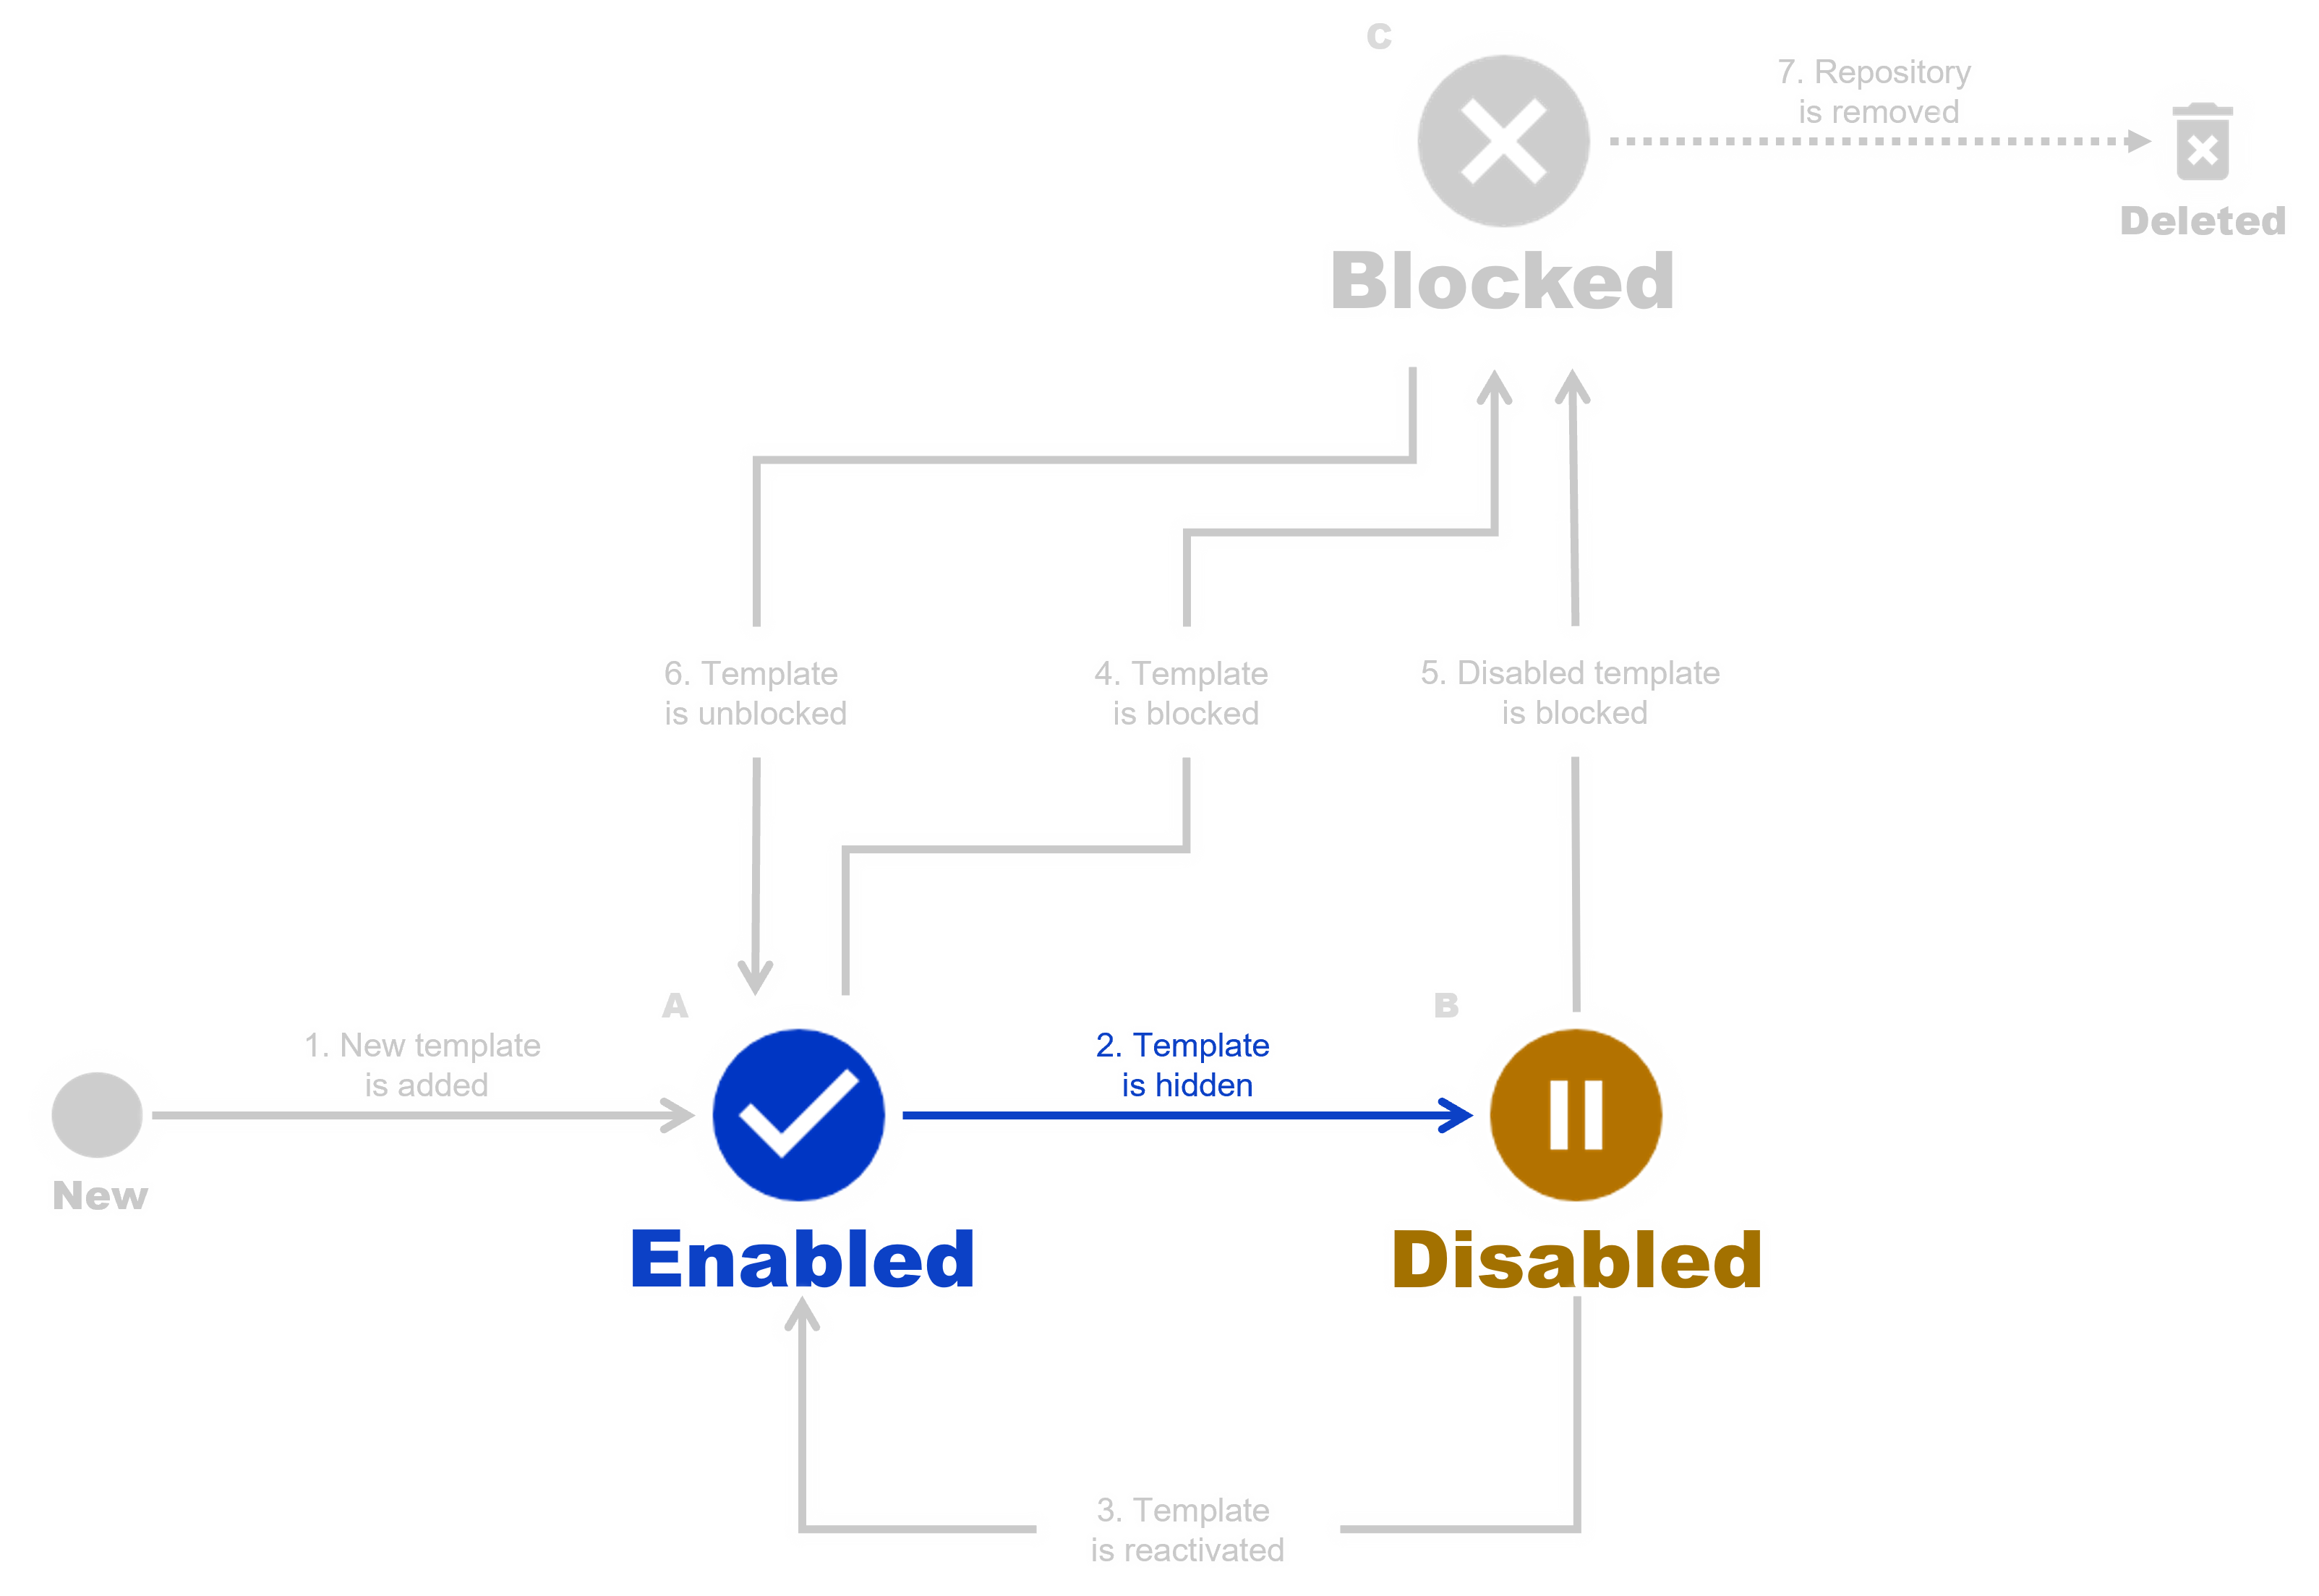 C
7. Repository
is removed
Deleted
Blocked
6. Template
is unblocked
4. Template
is blocked
5. Disabled template
is blocked
A
B
1. New template
is added
2. Template
is hidden
New
Enabled
Disabled
3. Template
is reactivated